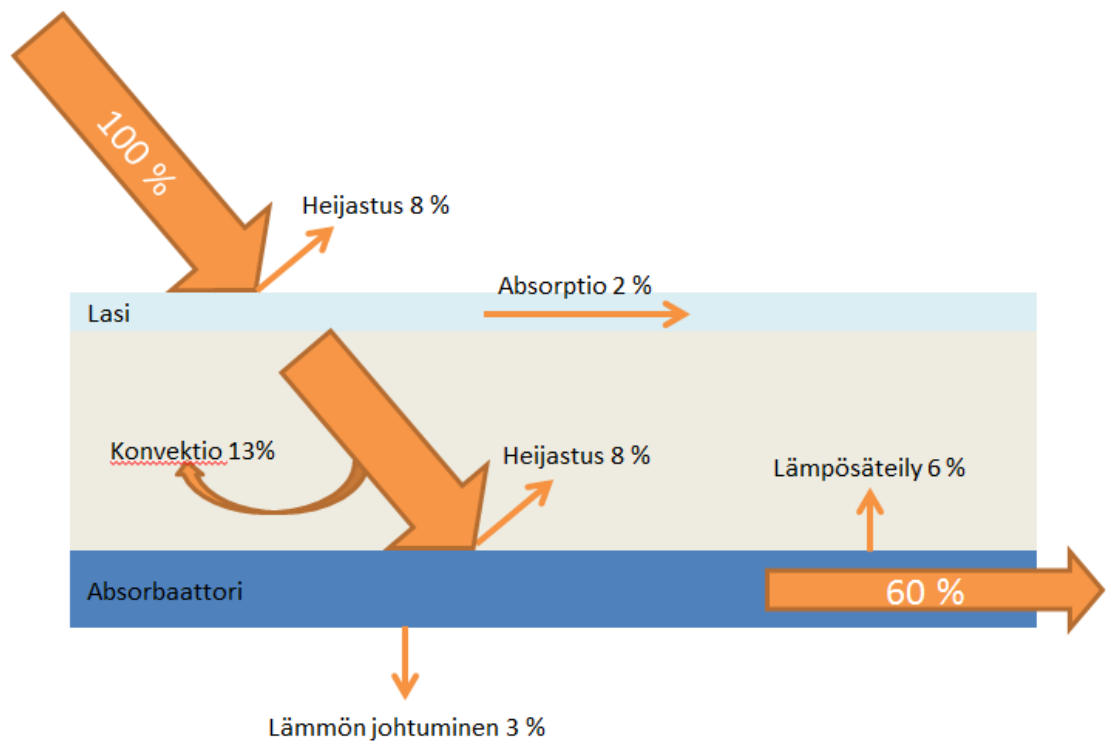 100 %
Heijastus 8 %
Absorptio 2 %
Lasi
Konvektio 13%
Heijastus 8 %
Lämpösäteily 6 %
Absorbaattori
60 %
Lämmön johtuminen 3 %